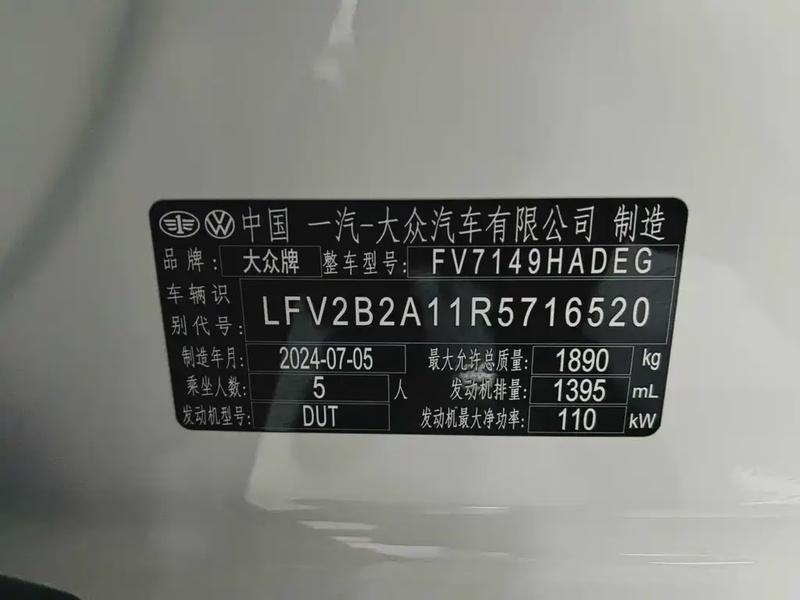 中国 一汽-大众汽车有限公司 制造
品牌: 大众牌 整车型号: FV7149HADEG
车辆识别代号: LFV2B2A11R5716520
制造年月: 2024-07-05 最大允许总质量: 1890 kg
乘坐人数: 5 人 发动机排量: 1395 mL
发动机型号: DUT 发动机最大净功率: 110 kW